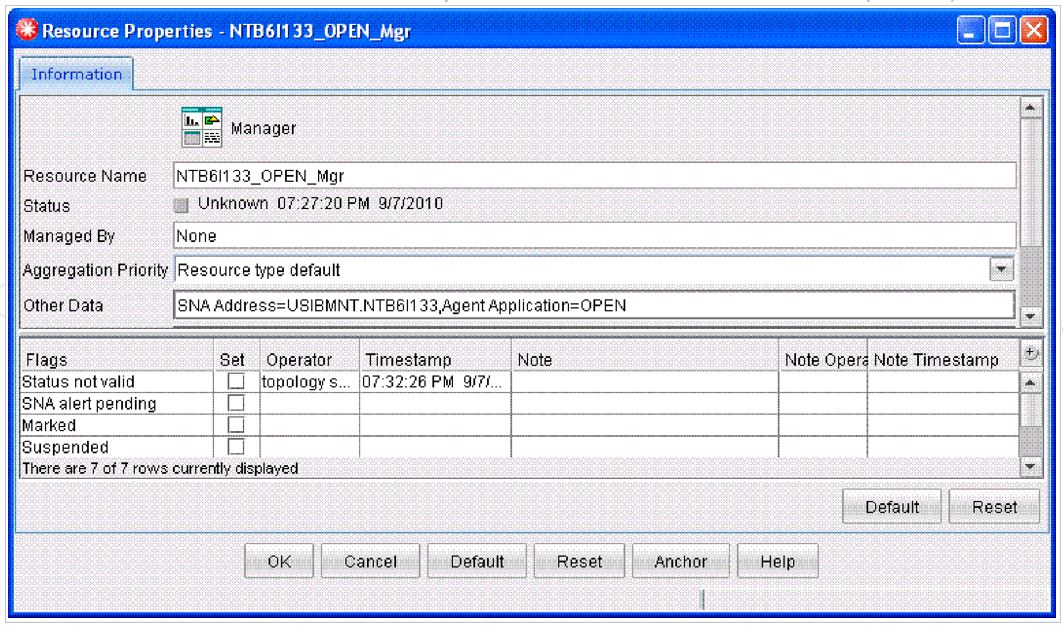 Resource Properties - NTB6I133_OPEN_Mgr
Information
Manager
Resource Name NTB6I133_OPEN_Mgr
Status Unknown 07:27:20 PM 9/7/2010
Managed By None
Aggregation Priority Resource type default
Other Data SNA Address=USIBMNT.NTB6I133,Agent Application=OPEN
Flags Set Operator Timestamp Note Note Opera Note Timestamp
Status not valid topology s... 07:32:26 PM 9/7/...
SNA alert pending
Marked
Suspended
There are 7 of 7 rows currently displayed
Default Reset
OK Cancel Default Reset Anchor Help